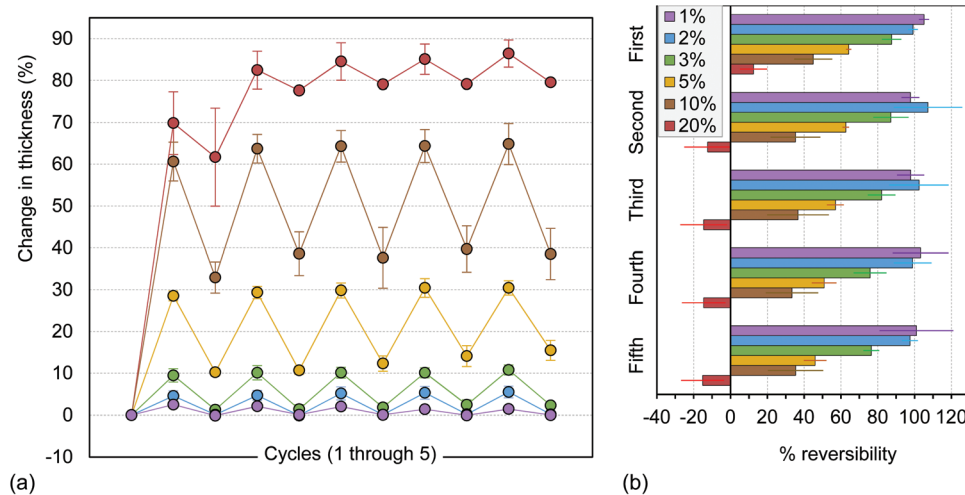 90
80
70
60
50
40
30
20
10
0
-10
Change in thickness (%)
Cycles (1 through 5)
(a)
1%
2%
3%
5%
10%
20%
First
Second
Third
Fourth
Fifth
-40 -20 0 20 40 60 80 100 120
% reversibility
(b)